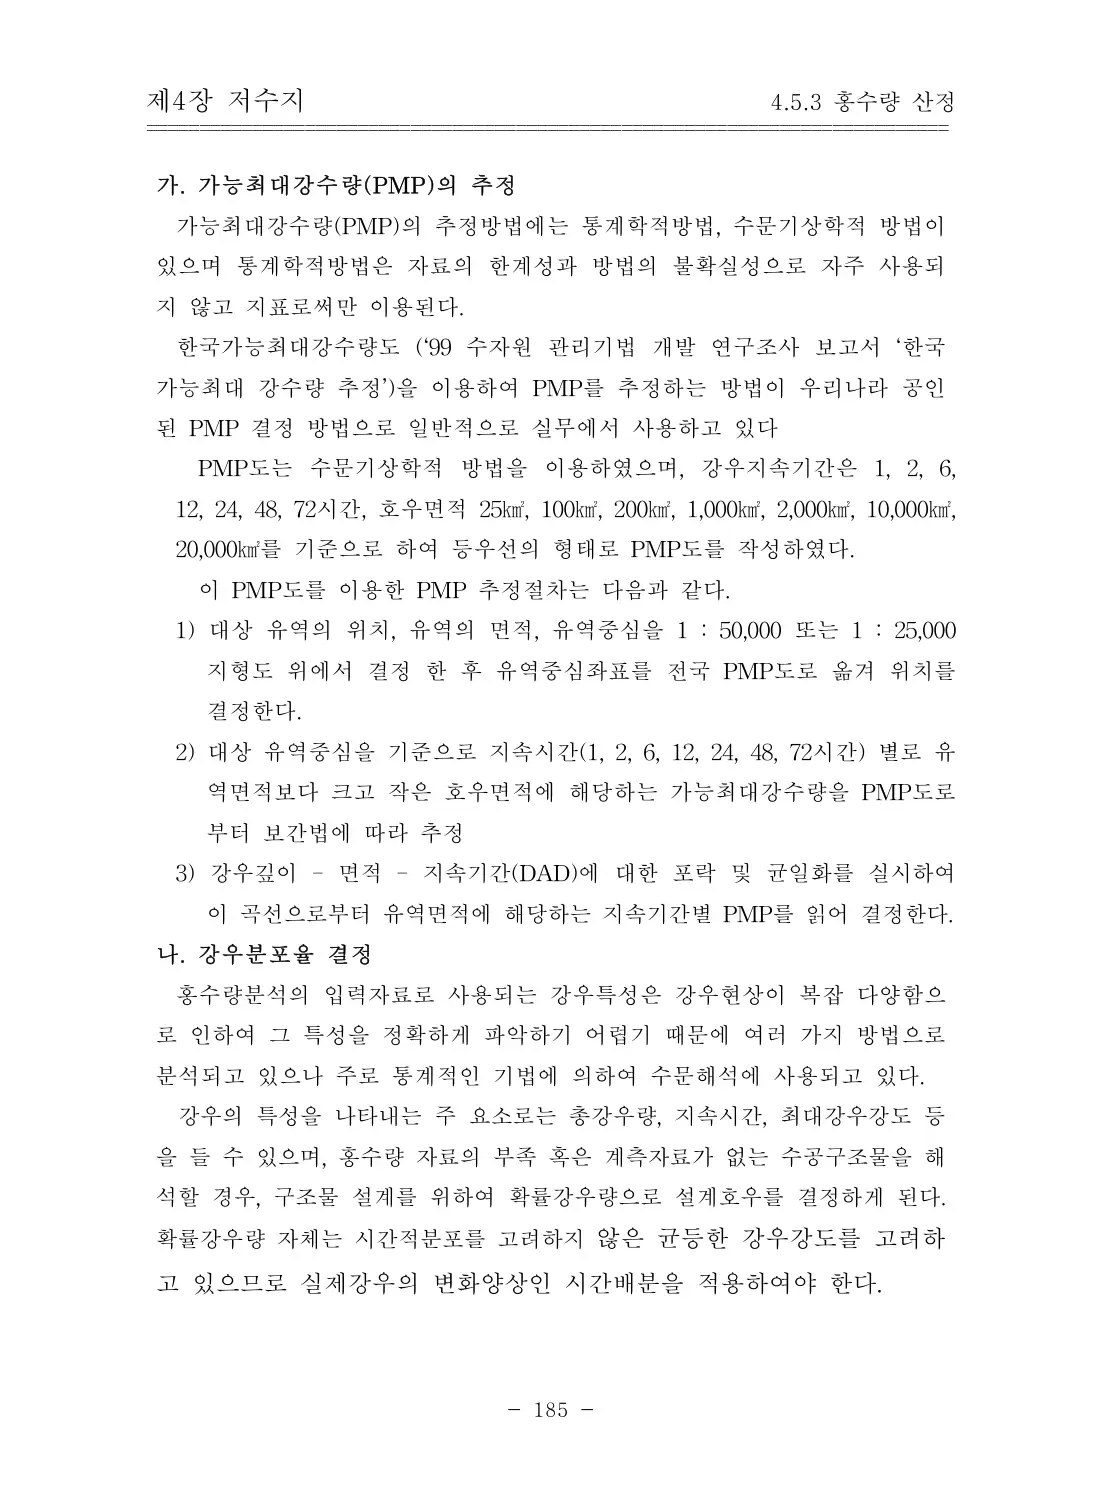 제4장 저수지
4.5.3 홍수량 산정
가. 가능최대강수량(PMP)의 추정
가능최대강수량(PMP)의 추정방법에는 통계학적방법, 수문기상학적 방법이
있으며 통계학적방법은 자료의 한계성과 방법의 불확실성으로 자주 사용되
지 않고 지표로써만 이용된다.
한국가능최대강수량도 (‘99 수자원 관리기법 개발 연구조사 보고서 ‘한국
가능최대 강수량 추정’)을 이용하여 PMP를 추정하는 방법이 우리나라 공인
된 PMP 결정 방법으로 일반적으로 실무에서 사용하고 있다
PMP도는 수문기상학적 방법을 이용하였으며, 강우지속기간은 1, 2, 6,
12, 24, 48, 72시간, 호우면적 25㎢, 100㎢, 200㎢, 1,000㎢, 2,000㎢, 10,000㎢,
20,000㎢를 기준으로 하여 등우선의 형태로 PMP도를 작성하였다.
이 PMP도를 이용한 PMP 추정절차는 다음과 같다.
1) 대상 유역의 위치, 유역의 면적, 유역중심을 1 : 50,000 또는 1 : 25,000
지형도 위에서 결정 한 후 유역중심좌표를 전국 PMP도로 옮겨 위치를
결정한다.
2) 대상 유역중심을 기준으로 지속시간(1, 2, 6, 12, 24, 48, 72시간) 별로 유
역면적보다 크고 작은 호우면적에 해당하는 가능최대강수량을 PMP도로
부터 보간법에 따라 추정
3) 강우깊이 - 면적 - 지속기간(DAD)에 대한 포락 및 균일화를 실시하여
이 곡선으로부터 유역면적에 해당하는 지속기간별 PMP를 읽어 결정한다.
나. 강우분포율 결정
홍수량분석의 입력자료로 사용되는 강우특성은 강우현상이 복잡 다양함으
로 인하여 그 특성을 정확하게 파악하기 어렵기 때문에 여러 가지 방법으로
분석되고 있으나 주로 통계적인 기법에 의하여 수문해석에 사용되고 있다.
강우의 특성을 나타내는 주 요소로는 총강우량, 지속시간, 최대강우강도 등
을 들 수 있으며, 홍수량 자료의 부족 혹은 계측자료가 없는 수공구조물을 해
석할 경우, 구조물 설계를 위하여 확률강우량으로 설계호우를 결정하게 된다.
확률강우량 자체는 시간적분포를 고려하지 않은 균등한 강우강도를 고려하
고 있으므로 실제강우의 변화양상인 시간배분을 적용하여야 한다.
- 185 -